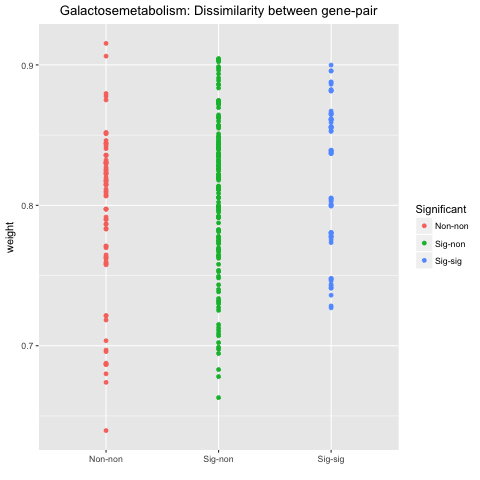 Galactosemetabolism: Dissimilarity between gene-pair
0.9
0.8
0.7
weight
Non-non
Sig-non
Sig-sig
Significant
Non-non
Sig-non
Sig-sig